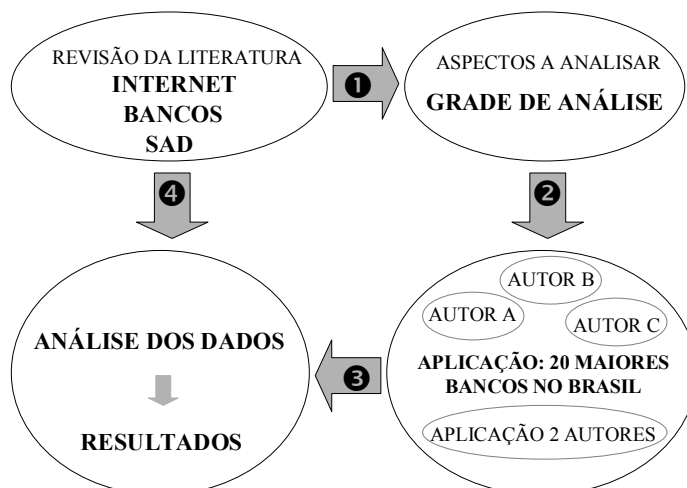 REVISÃO DA LITERATURA
INTERNET
BANCOS
SAD
❶
ASPECTOS A ANALISAR
GRADE DE ANÁLISE
❷
AUTOR B
AUTOR A
AUTOR C
APLICAÇÃO: 20 MAIORES
BANCOS NO BRASIL
APLICAÇÃO 2 AUTORES
❸
❹
ANÁLISE DOS DADOS
RESULTADOS